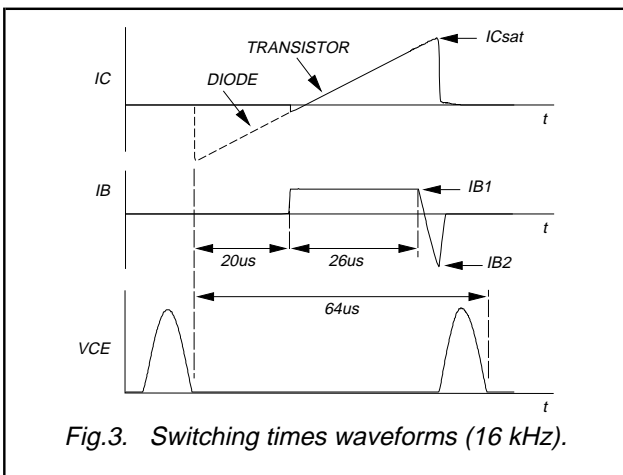 ICsat
TRANSISTOR
IC
DIODE
t
IB
IB1
t
20us
26us
IB2
64us
VCE
t
Fig.3. Switching times waveforms (16 kHz).